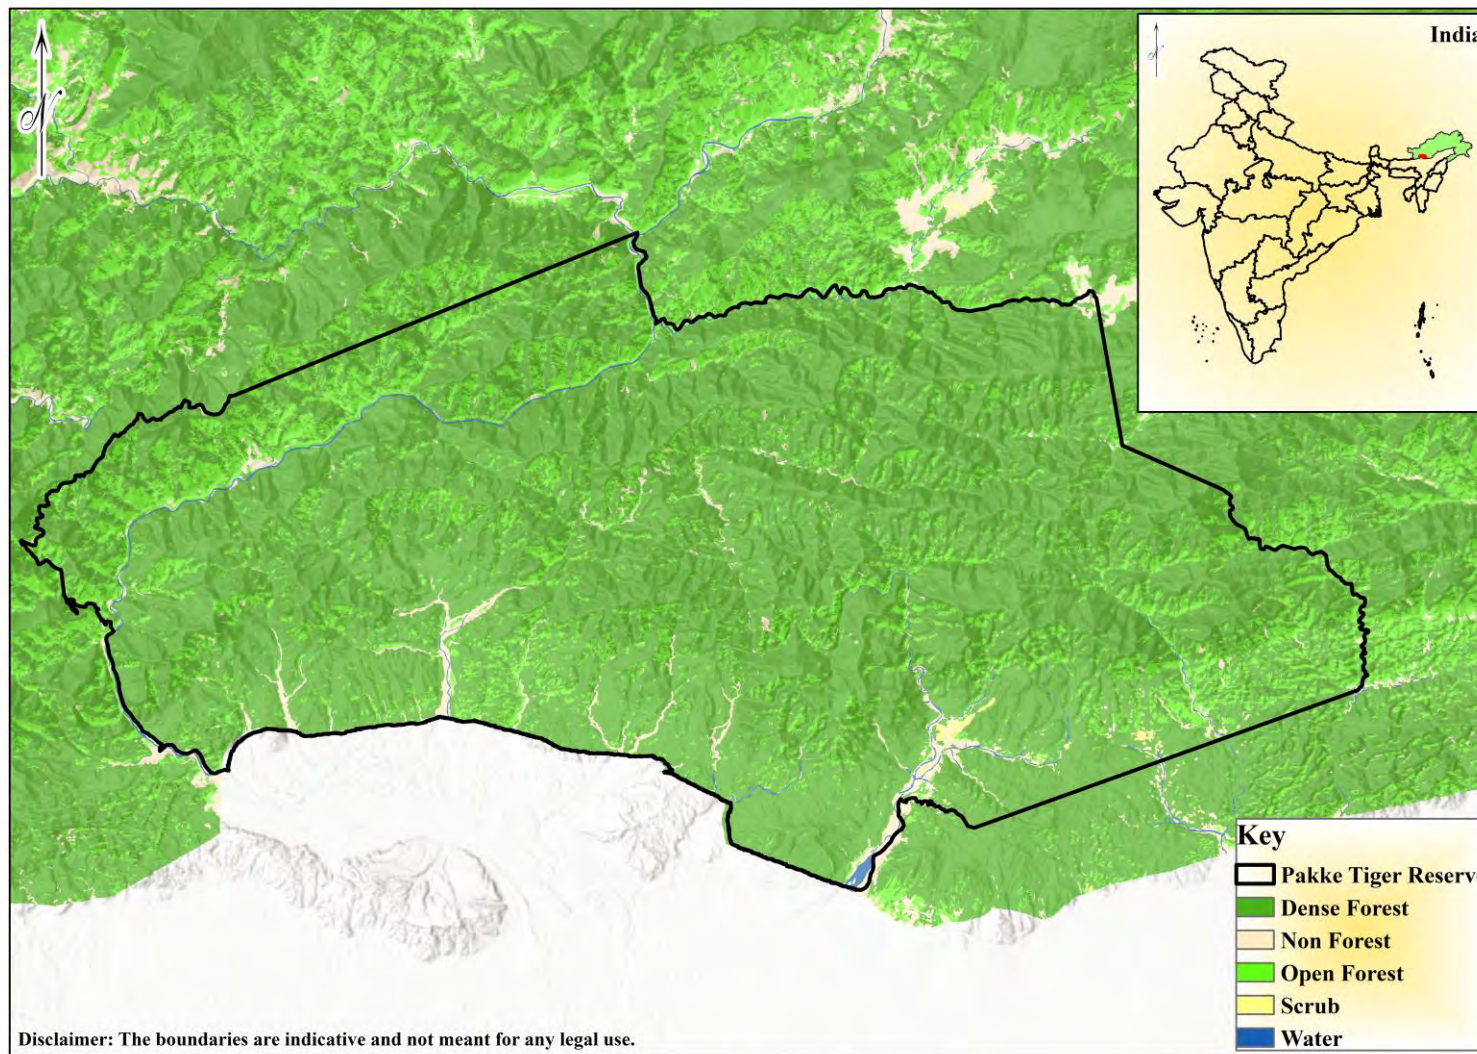 N
India
Key
Pakke Tiger Reserve
Dense Forest
Non Forest
Open Forest
Scrub
Water
Disclaimer: The boundaries are indicative and not meant for any legal use.